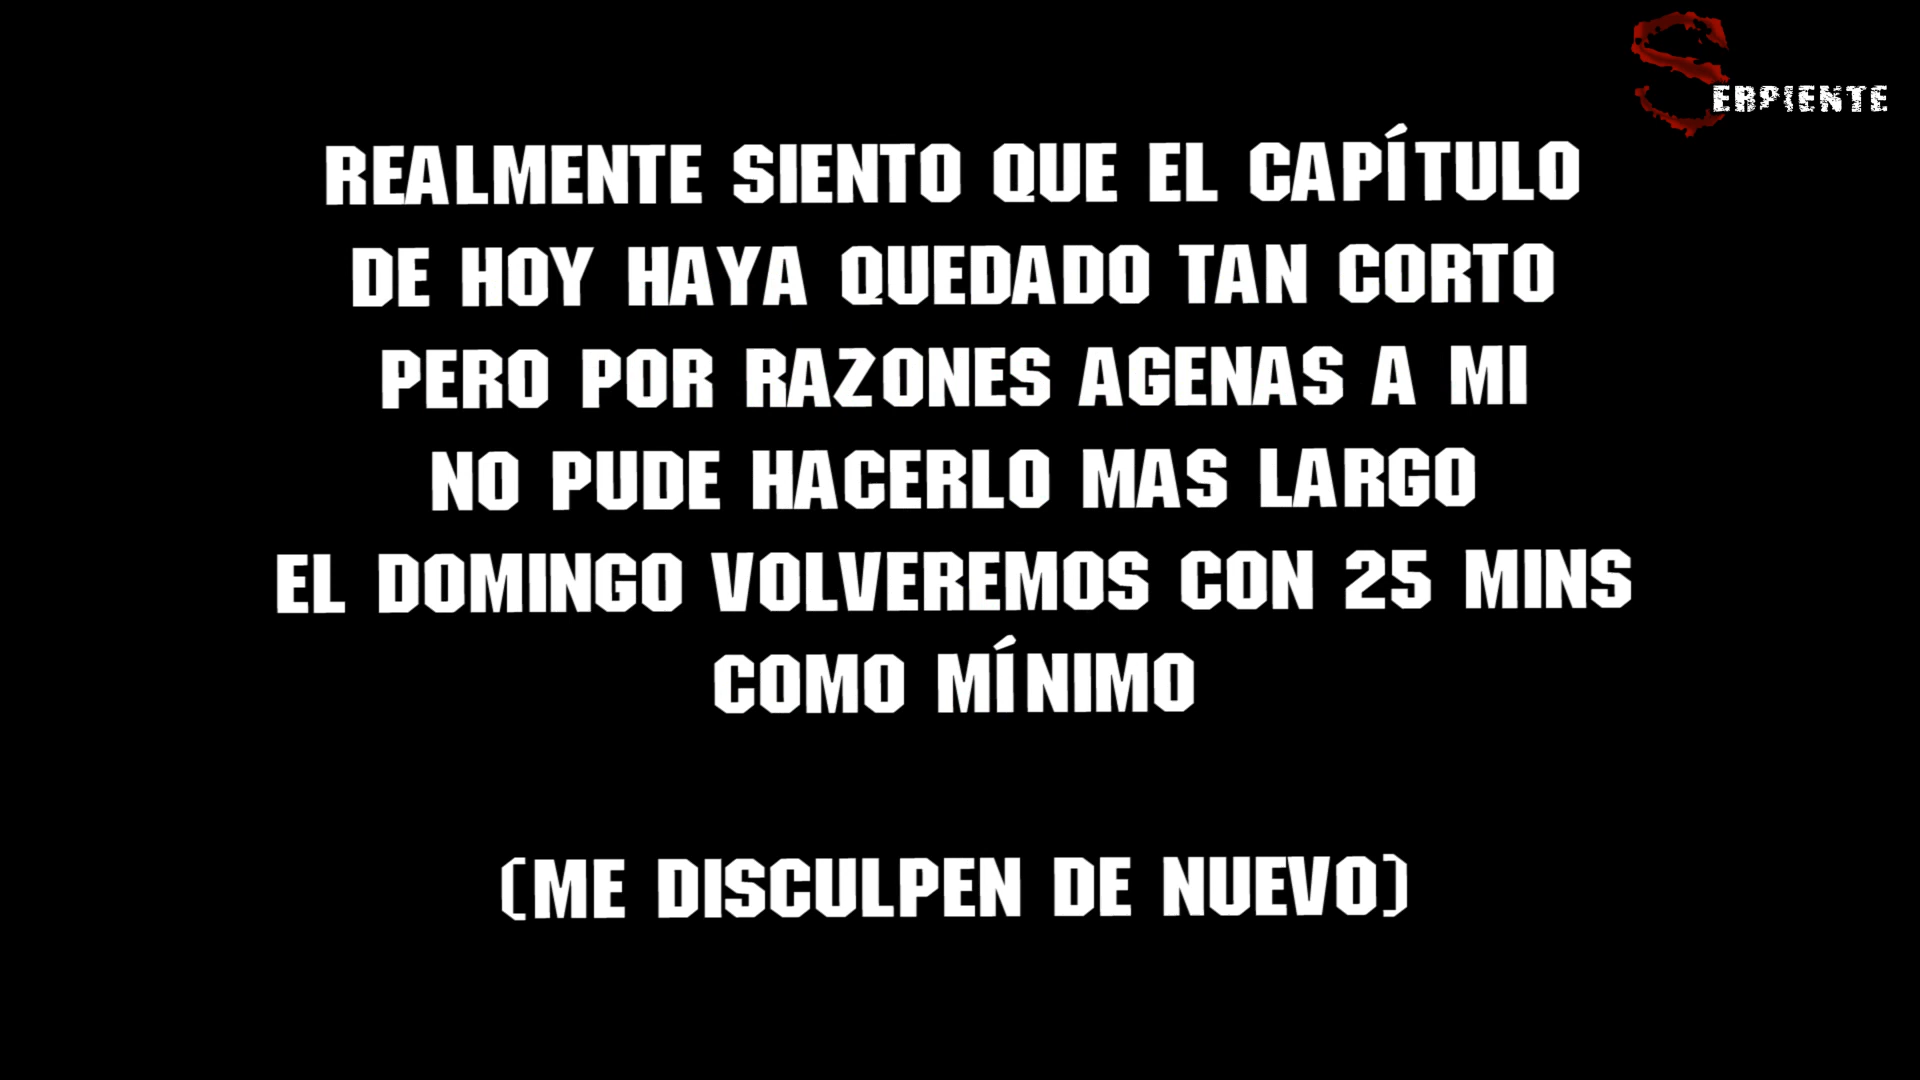 SERPIENTE
REALMENTE SIENTO QUE EL CAPÍTULO
DE HOY HAYA QUEDADO TAN CORTO
PERO POR RAZONES AGENAS A MI
NO PUDE HACERLO MAS LARGO
EL DOMINGO VOLVEREMOS CON 25 MINS
COMO MÍNIMO
(ME DISCULPEN DE NUEVO)